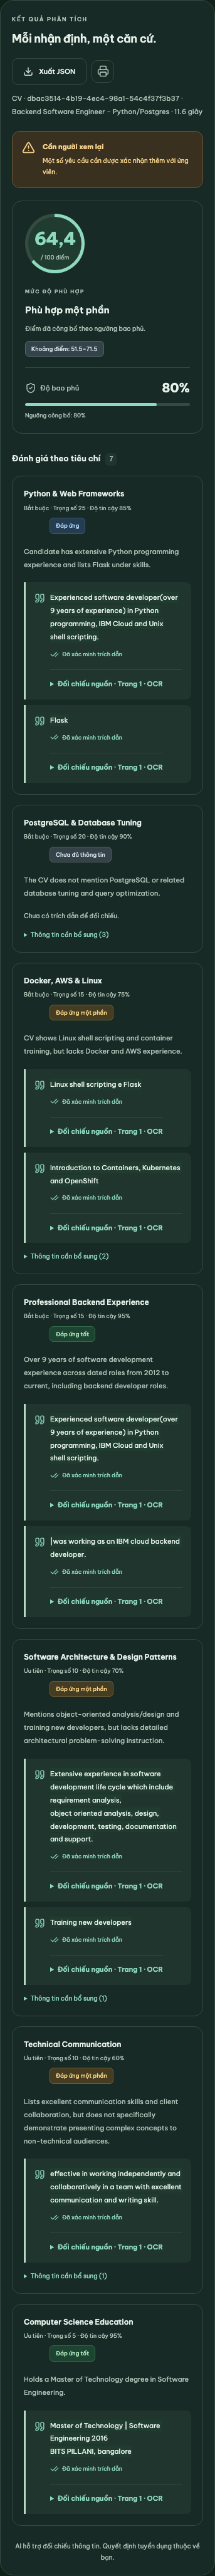 KẾT QUẢ PHÂN TÍCH
Mỗi nhận định, một căn cứ.
Xuất JSON
CV · dbac3514-4b19-4ec4-98a1-54c4f37f3b37 ·
Backend Software Engineer - Python/Postgres · 11.6 giây
Cần người xem lại
Một số yêu cầu cần được xác nhận thêm với ứng
viên.
64,4
/ 100 điểm
MỨC ĐỘ PHÙ HỢP
Phù hợp một phần
Điểm đã công bố theo ngưỡng bao phủ.
Khoảng điểm: 51.5–71.5
Độ bao phủ
80%
Ngưỡng công bố: 80%
Đánh giá theo tiêu chí 7
Python & Web Frameworks
Bắt buộc · Trọng số 25 · Độ tin cậy 85%
Đáp ứng
Candidate has extensive Python programming
experience and lists Flask under skills.
Experienced software developer(over
9 years of experience) in Python
programming, IBM Cloud and Unix
shell scripting.
Đã xác minh trích dẫn
Đối chiếu nguồn · Trang 1 · OCR
Flask
Đã xác minh trích dẫn
Đối chiếu nguồn · Trang 1 · OCR
PostgreSQL & Database Tuning
Bắt buộc · Trọng số 20 · Độ tin cậy 90%
Chưa đủ thông tin
The CV does not mention PostgreSQL or related
database tuning and query optimization.
Chưa có trích dẫn để đối chiếu.
Thông tin cần bổ sung (3)
Docker, AWS & Linux
Bắt buộc · Trọng số 15 · Độ tin cậy 75%
Đáp ứng một phần
CV shows Linux shell scripting and container
training, but lacks Docker and AWS experience.
Linux shell scripting e Flask
Đã xác minh trích dẫn
Đối chiếu nguồn · Trang 1 · OCR
Introduction to Containers, Kubernetes
and OpenShift
Đã xác minh trích dẫn
Đối chiếu nguồn · Trang 1 · OCR
Thông tin cần bổ sung (2)
Professional Backend Experience
Bắt buộc · Trọng số 15 · Độ tin cậy 95%
Đáp ứng tốt
Over 9 years of software development
experience across dated roles from 2012 to
current, including backend developer roles.
Experienced software developer(over
9 years of experience) in Python
programming, IBM Cloud and Unix
shell scripting.
Đã xác minh trích dẫn
Đối chiếu nguồn · Trang 1 · OCR
|was working as an IBM cloud backend
developer.
Đã xác minh trích dẫn
Đối chiếu nguồn · Trang 1 · OCR
Software Architecture & Design Patterns
Ưu tiên · Trọng số 10 · Độ tin cậy 70%
Đáp ứng một phần
Mentions object-oriented analysis/design and
training new developers, but lacks detailed
architectural problem-solving instruction.
Extensive experience in software
development life cycle which include
requirement analysis,
object oriented analysis, design,
development, testing, documentation
and support.
Đã xác minh trích dẫn
Đối chiếu nguồn · Trang 1 · OCR
Training new developers
Đã xác minh trích dẫn
Đối chiếu nguồn · Trang 1 · OCR
Thông tin cần bổ sung (1)
Technical Communication
Ưu tiên · Trọng số 10 · Độ tin cậy 60%
Đáp ứng một phần
Lists excellent communication skills and client
collaboration, but does not specifically
demonstrate presenting complex concepts to
non-technical audiences.
effective in working independently and
collaboratively in a team with excellent
communication and writing skill.
Đã xác minh trích dẫn
Đối chiếu nguồn · Trang 1 · OCR
Thông tin cần bổ sung (1)
Computer Science Education
Ưu tiên · Trọng số 5 · Độ tin cậy 95%
Đáp ứng tốt
Holds a Master of Technology degree in Software
Engineering.
Master of Technology | Software
Engineering 2016
BITS PILLANI, bangalore
Đã xác minh trích dẫn
Đối chiếu nguồn · Trang 1 · OCR
AI hỗ trợ đối chiếu thông tin. Quyết định tuyển dụng thuộc về
bạn.